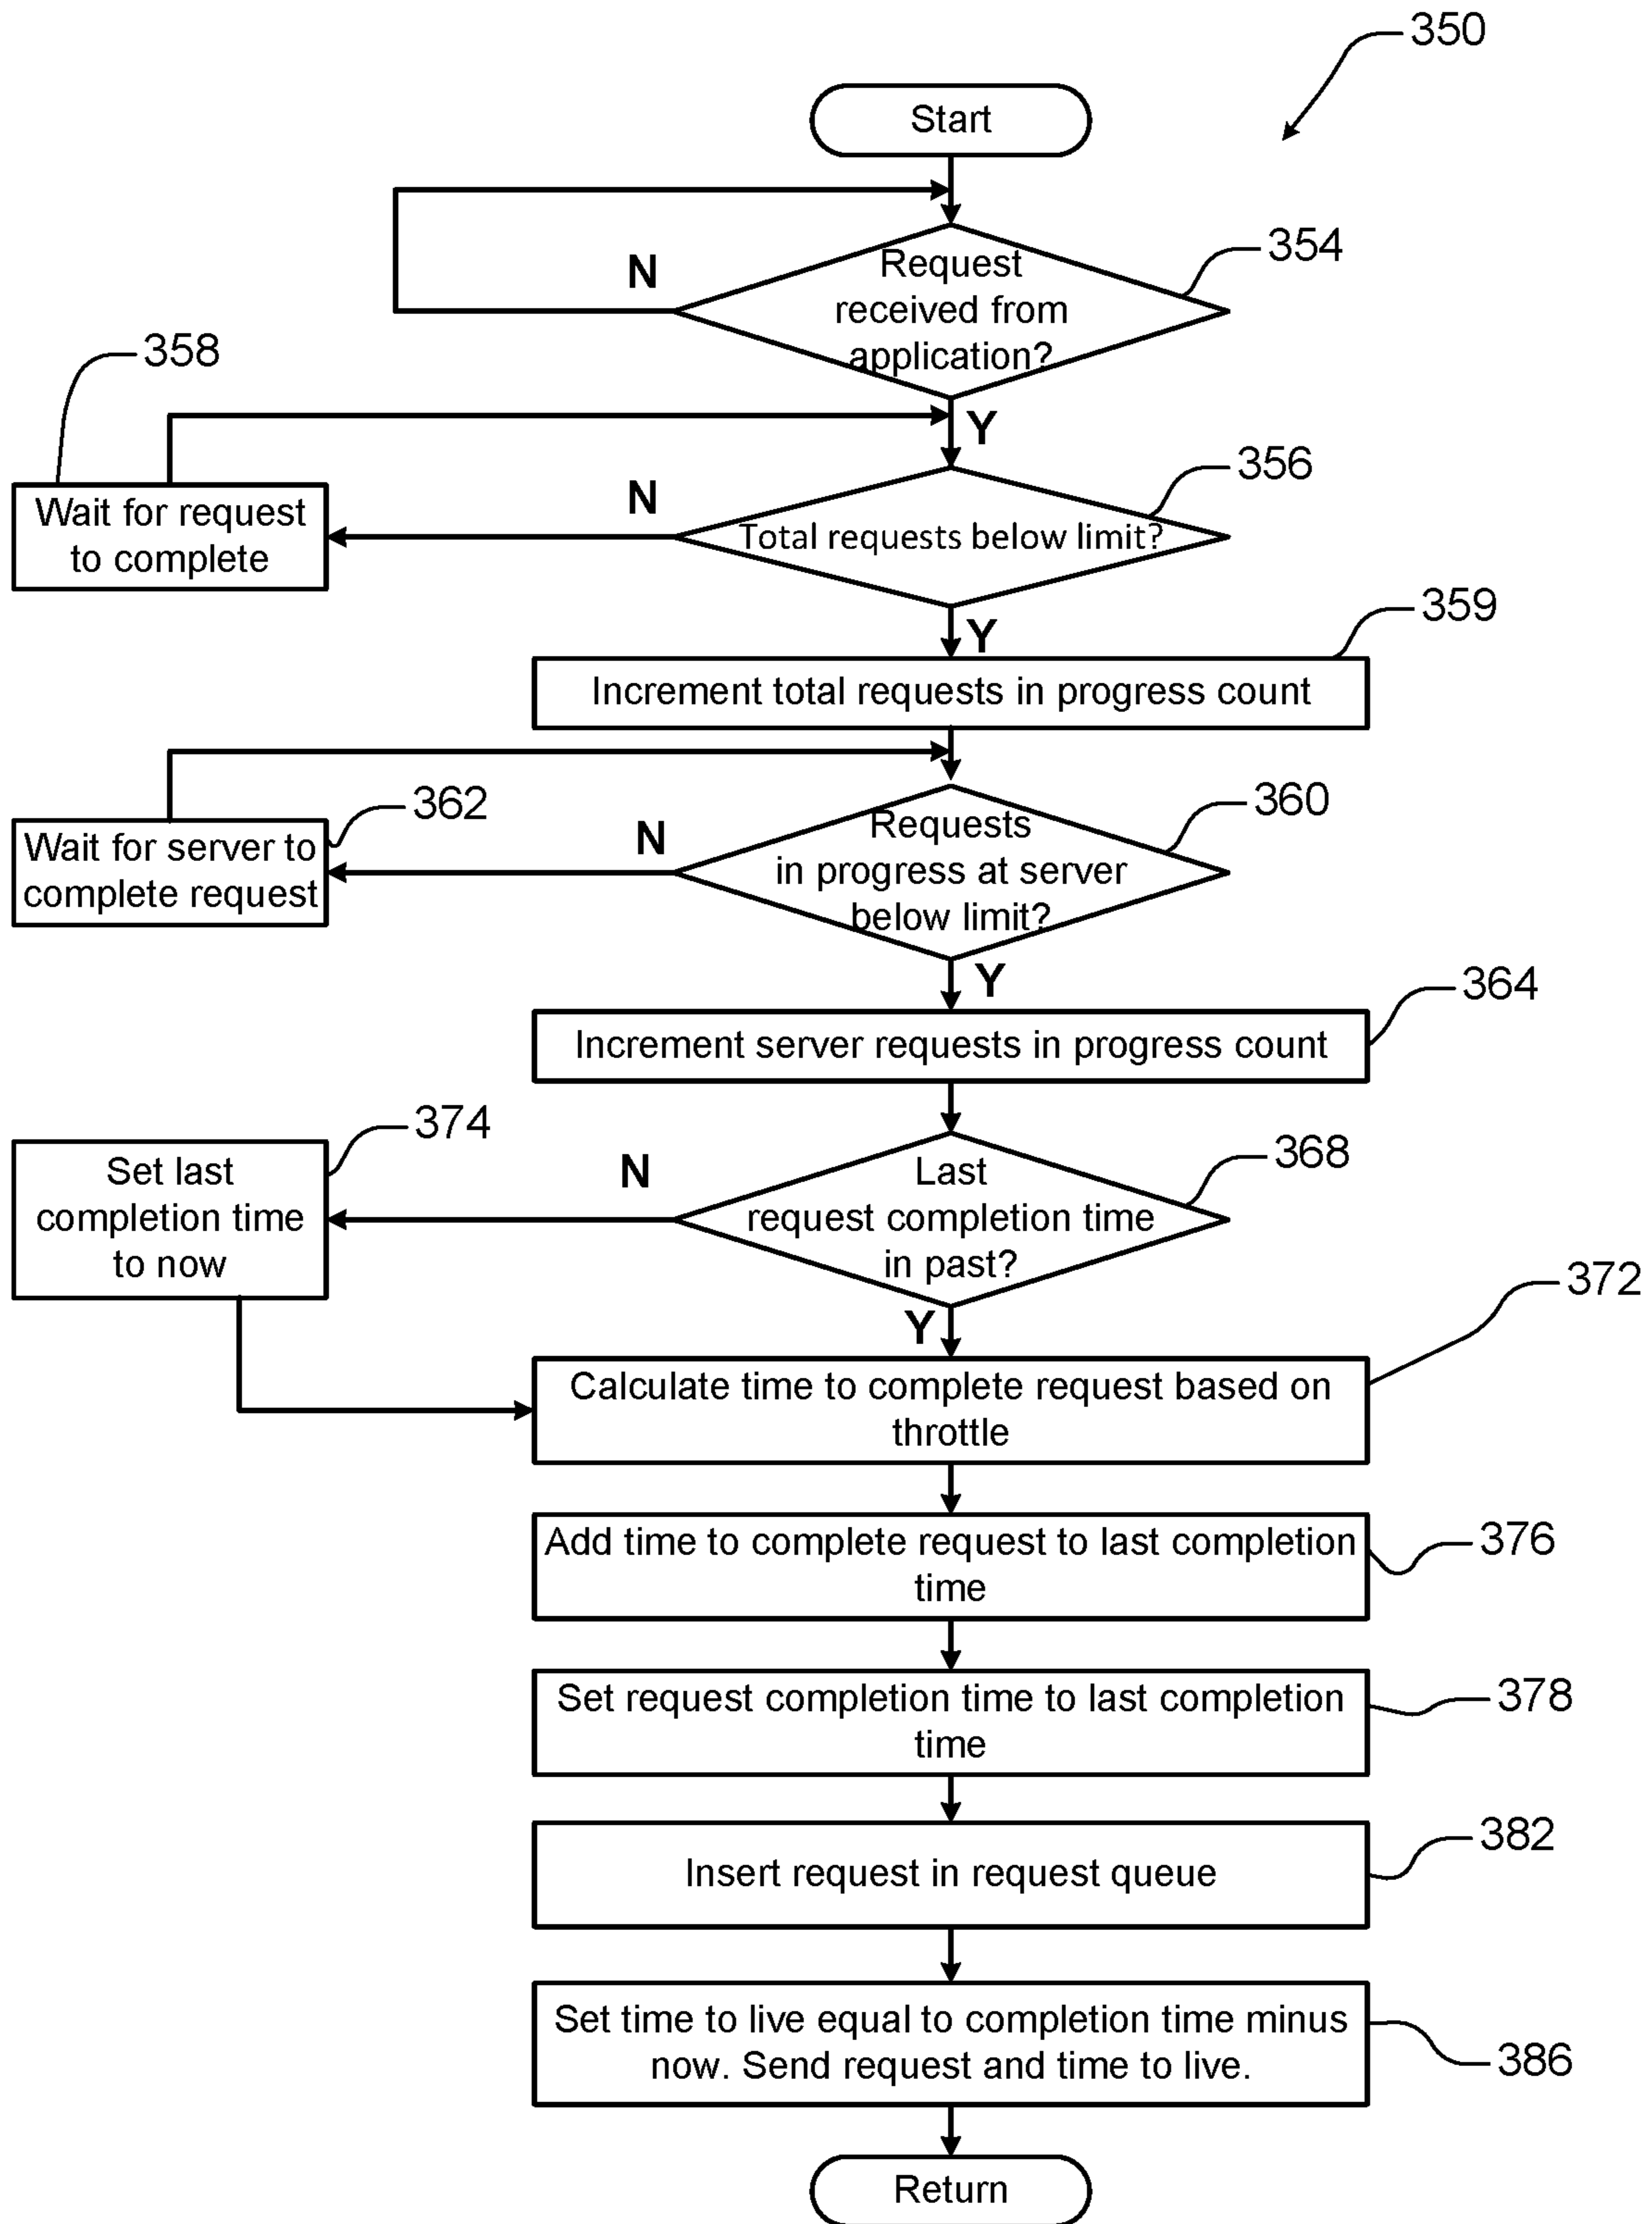 350
Start
354
N
Request
received from
application?
358
Y
356
N
Wait for request
to complete
Total requests below limit?
359
Y
Increment total requests in progress count
362
360
N
Requests
in progress at server
below limit?
Wait for server to
complete request
Y
364
Increment server requests in progress count
374
368
N
Last
request completion time
in past?
Set last
completion time
to now
372
Y
Calculate time to complete request based on
throttle
376
Add time to complete request to last completion
time
378
Set request completion time to last completion
time
382
Insert request in request queue
Set time to live equal to completion time minus
now. Send request and time to live.
386
Return